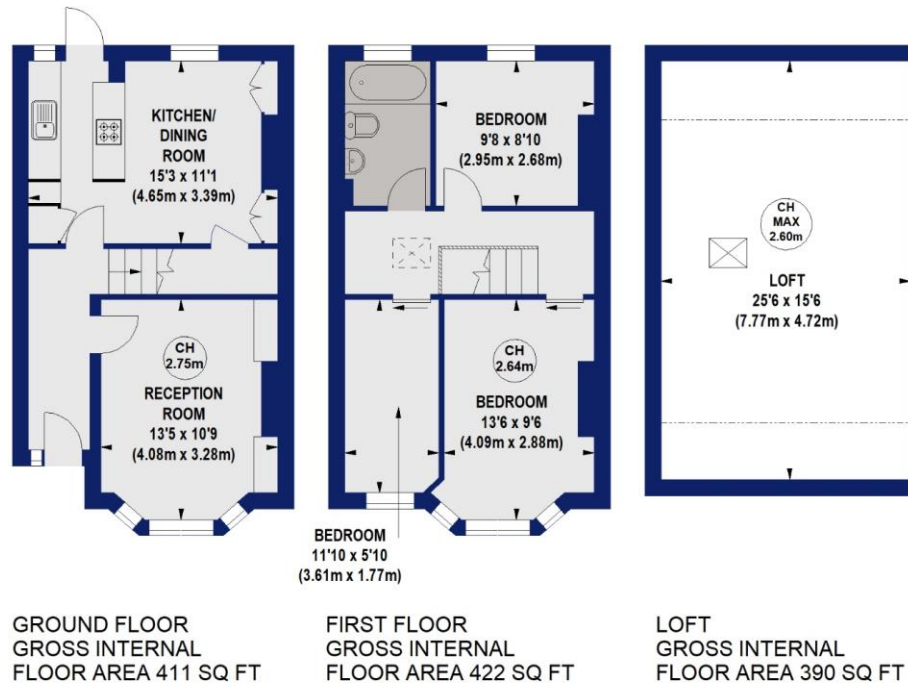 KITCHEN/
DINING
ROOM
15'3 x 11'1
(4.65m x 3.39m)
CH
2.75m
RECEPTION
ROOM
13'5 x 10'9
(4.08m x 3.28m)
BEDROOM
9'8 x 8'10
(2.95m x 2.68m)
CH
2.64m
BEDROOM
13'6 x 9'6
(4.09m x 2.88m)
BEDROOM
11'10 x 5'10
(3.61m x 1.77m)
CH
MAX
2.60m
LOFT
25'6 x 15'6
(7.77m x 4.72m)
GROUND FLOOR
GROSS INTERNAL
FLOOR AREA 411 SQ FT
FIRST FLOOR
GROSS INTERNAL
FLOOR AREA 422 SQ FT
LOFT
GROSS INTERNAL
FLOOR AREA 390 SQ FT